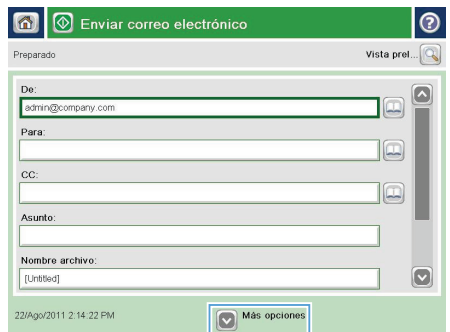 Enviar correo electrónico
Preparado
Vista prel...
De:
admin@company.com
Para:
CC:
Asunto:
Nombre archivo:
[Untitled]
22/Ago/2011 2:14:22 PM
Más opciones